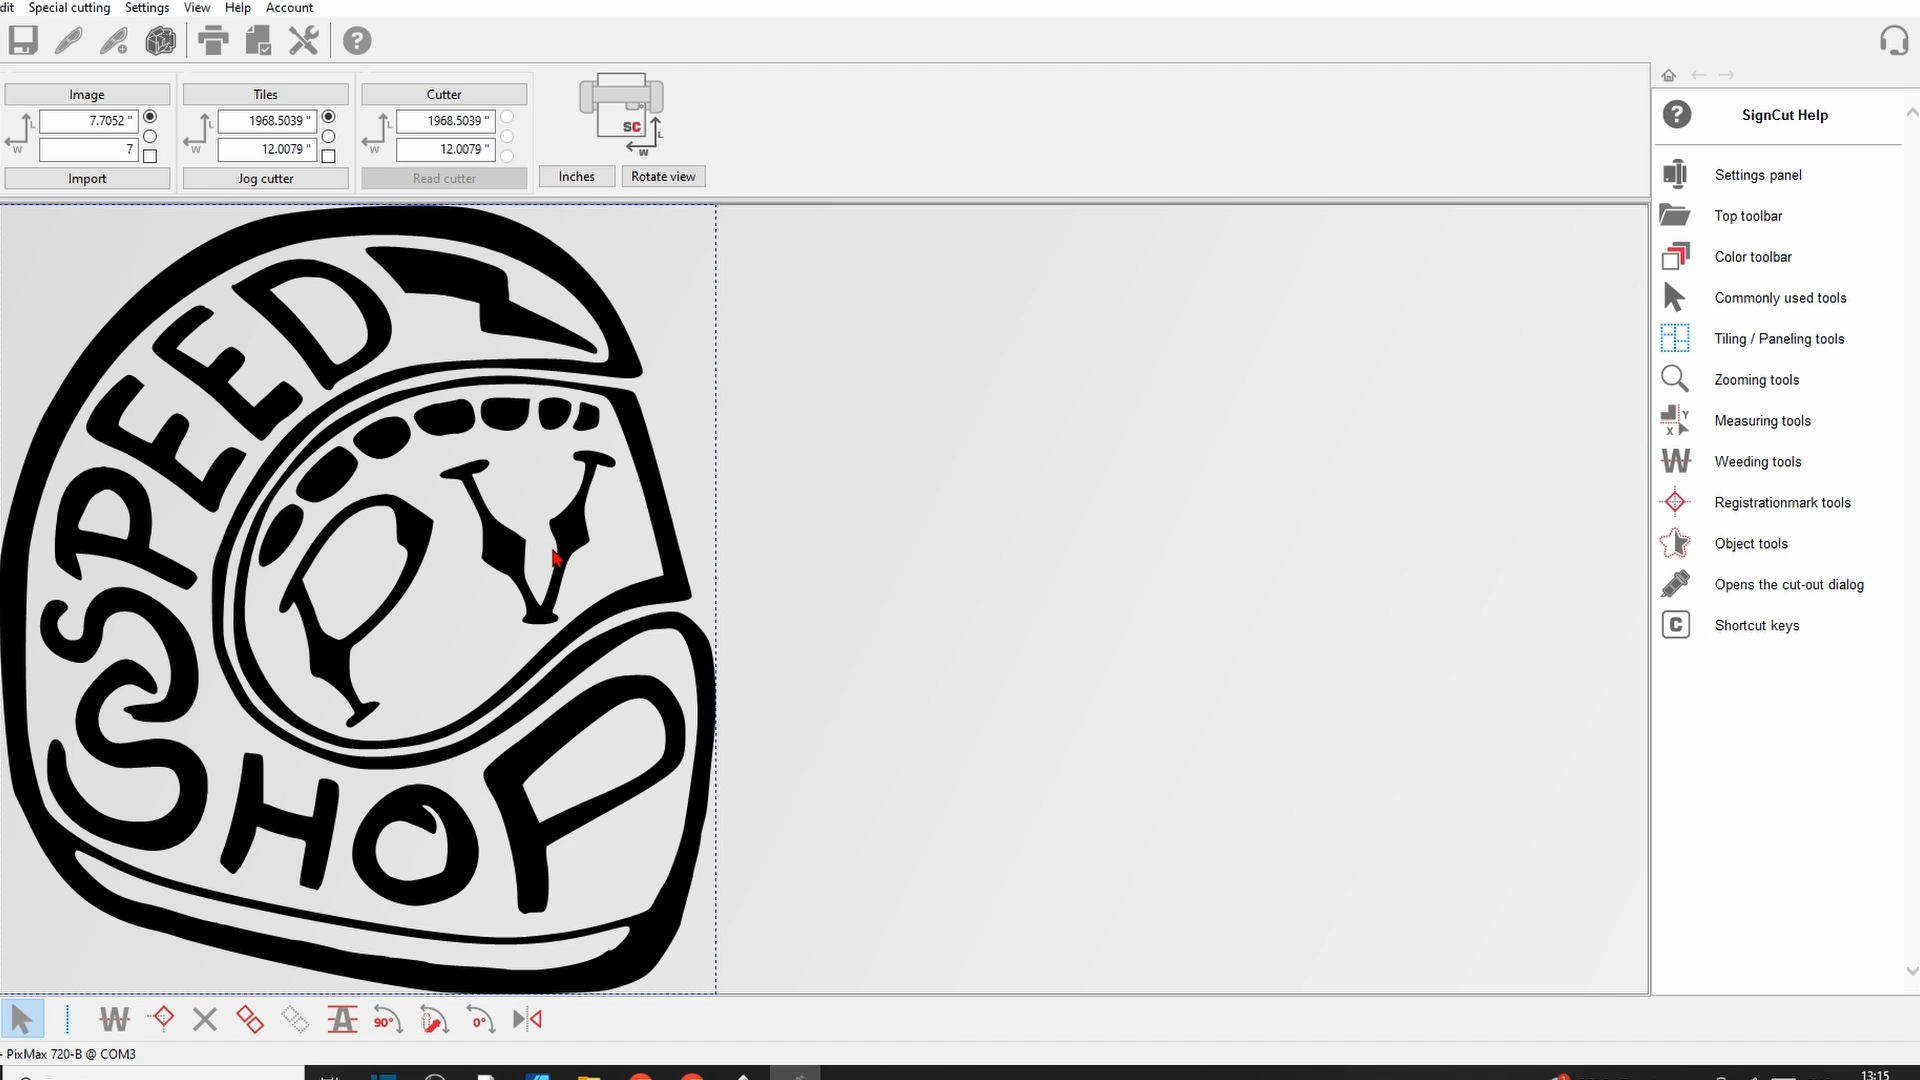 dit Special cutting Settings View Help Account
Image Tiles Cutter
L 7.7052 " L 1968.5039 " L 1968.5039 "
W 7 W 12.0079 " W 12.0079 "
SC L
W
Import Jog cutter Read cutter Inches Rotate view
SignCut Help
Settings panel
Top toolbar
Color toolbar
Commonly used tools
Tiling / Paneling tools
Zooming tools
Y X Measuring tools
W Weeding tools
Registrationmark tools
Object tools
Opens the cut-out dialog
C Shortcut keys
SPEED
SHOP
W A 90° 0°
- PixMax 720-B @ COM3
13:15